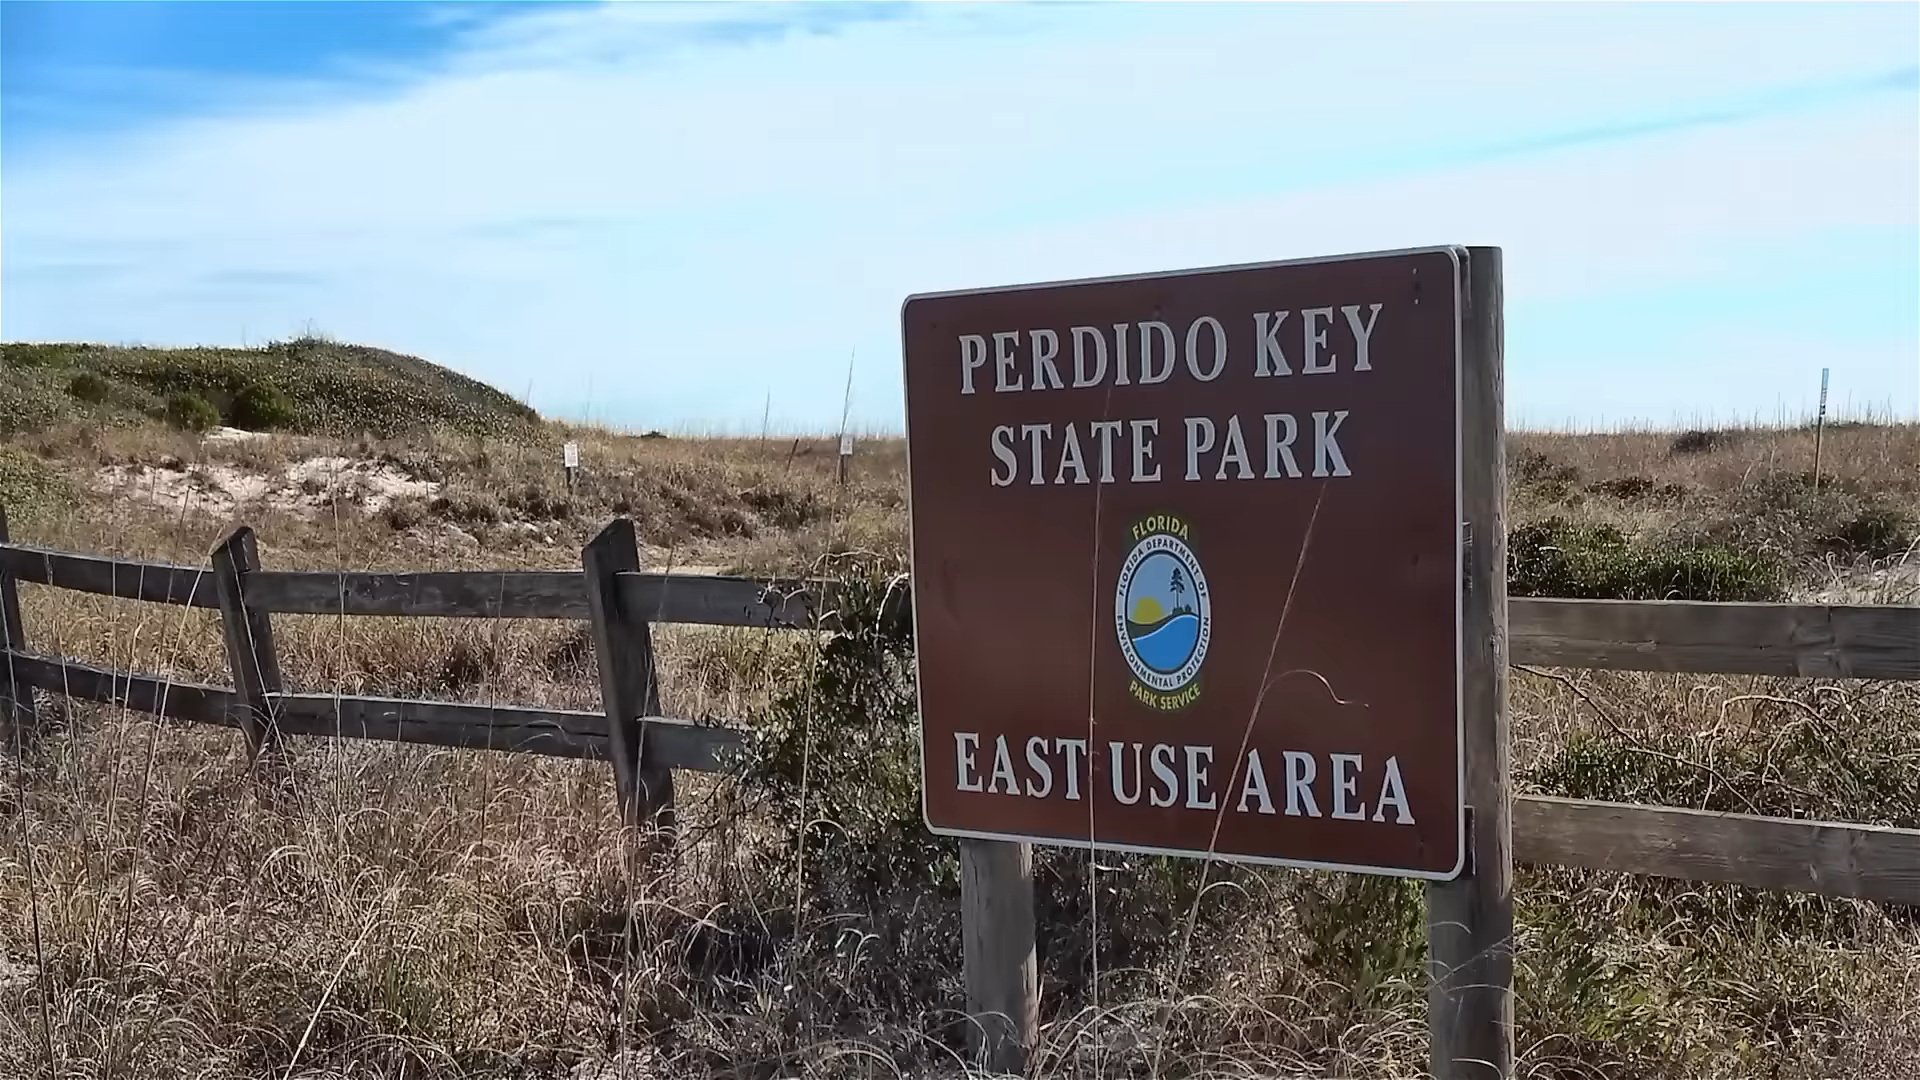 PERDIDO KEY
STATE PARK
FLORIDA
FLORIDA DEPARTMENT OF
ENVIRONMENTAL PROTECTION
PARK SERVICE
EAST USE AREA